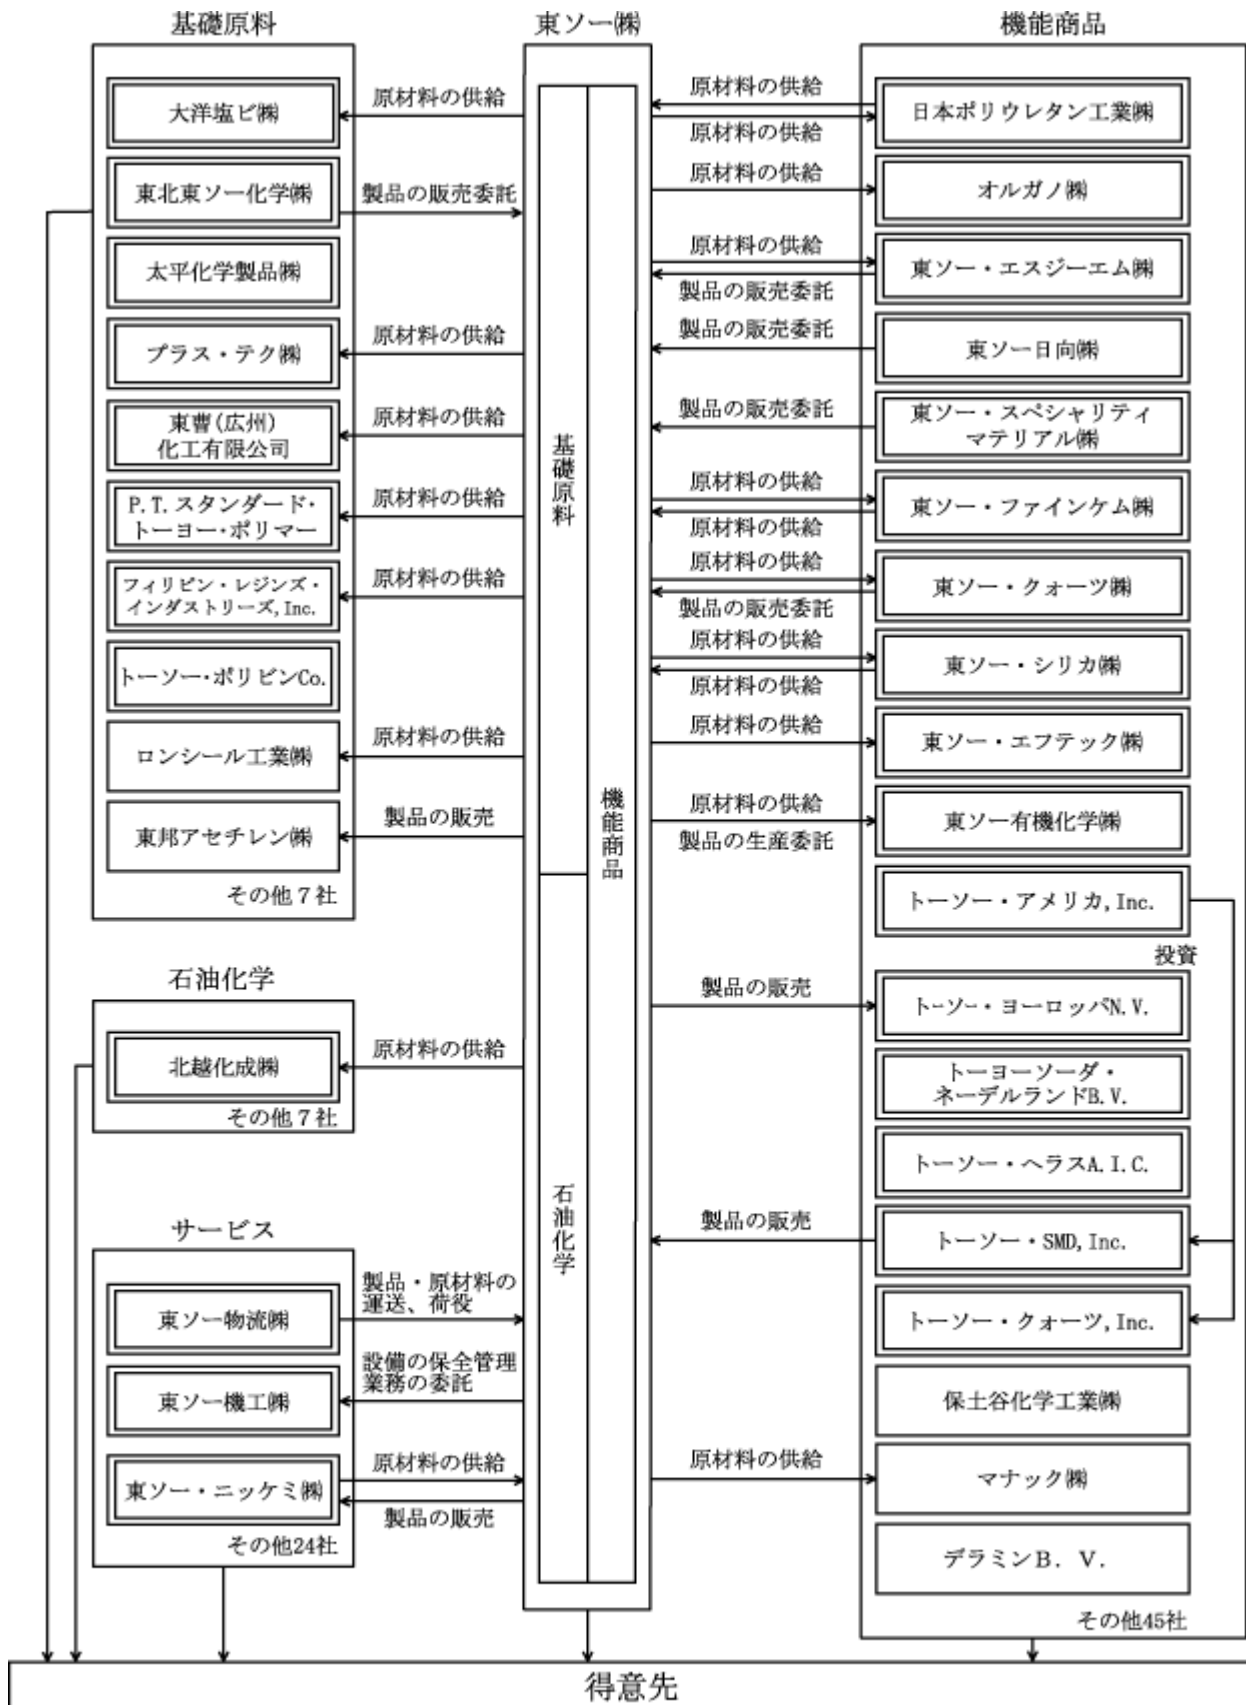 基礎原料
大洋塩ビ㈱
東北東ソー化学㈱
太平化学製品㈱
プラス・テク㈱
東曹(広州)
化工有限公司
P.T.スタンダード・
トーヨー・ポリマー
フィリピン・レジンズ・
インダストリーズ,Inc.
トーソー・ポリビンCo.
ロンシール工業㈱
東邦アセチレン㈱
その他7社
石油化学
北越化成㈱
その他7社
サービス
東ソー物流㈱
東ソー機工㈱
東ソー・ニッケミ㈱
その他24社
原材料の供給
製品の販売委託
原材料の供給
原材料の供給
原材料の供給
原材料の供給
原材料の供給
製品の販売
原材料の供給
製品・原材料の
運送、荷役
設備の保全管理
業務の委託
原材料の供給
製品の販売
東ソー㈱
基礎原料
機能商品
石油化学
原材料の供給
原材料の供給
原材料の供給
原材料の供給
製品の販売委託
製品の販売委託
製品の販売委託
原材料の供給
原材料の供給
原材料の供給
製品の販売委託
原材料の供給
原材料の供給
原材料の供給
原材料の供給
製品の生産委託
製品の販売
製品の販売
原材料の供給
機能商品
日本ポリウレタン工業㈱
オルガノ㈱
東ソー・エスジーエム㈱
東ソー日向㈱
東ソー・スペシャリティ
マテリアル㈱
東ソー・ファインケム㈱
東ソー・クォーツ㈱
東ソー・シリカ㈱
東ソー・エフテック㈱
東ソー有機化学㈱
トーソー・アメリカ,Inc.
投資
トーソー・ヨーロッパN.V.
トーヨーソーダ・
ネーデルランドB.V.
トーソー・ヘラスA.I.C.
トーソー・SMD,Inc.
トーソー・クォーツ,Inc.
保土谷化学工業㈱
マナック㈱
デラミンB．V．
その他45社
得意先